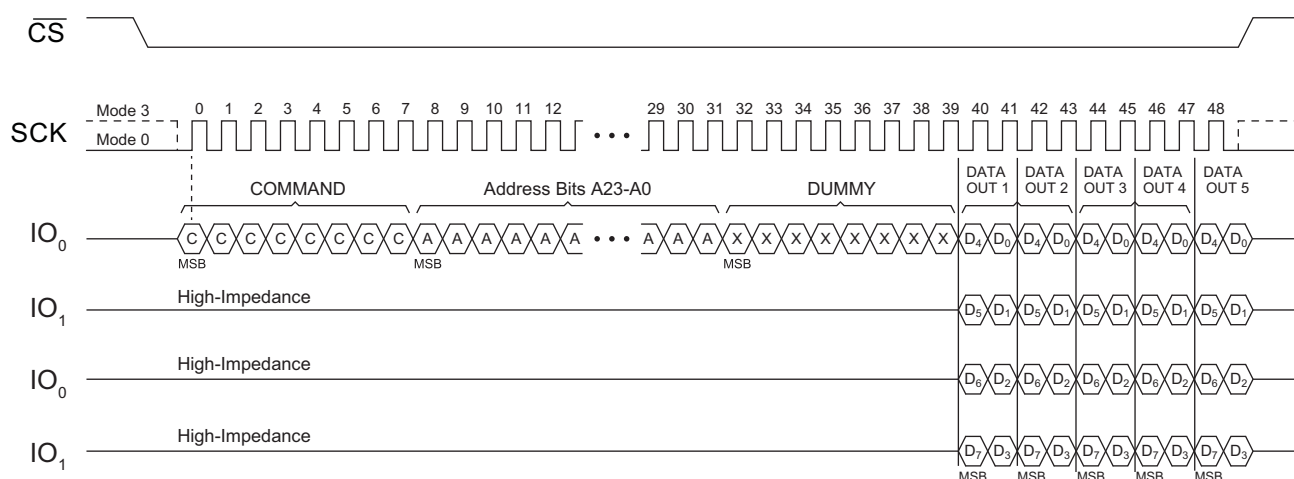 CS
Mode 3
0 1 2 3 4 5 6 7 8 9 10 11 12 29 30 31 32 33 34 35 36 37 38 39 40 41 42 43 44 45 46 47 48
SCK
Mode 0
COMMAND Address Bits A23-A0 DUMMY DATA OUT 1 DATA OUT 2 DATA OUT 3 DATA OUT 4 DATA OUT 5
IO0 C C C C C C C C A A A A A A • • • A A A X X X X X X X X D4 D0 D4 D0 D4 D0 D4 D0 D4 D0
MSB MSB MSB
High-Impedance
IO1 D5 D1 D5 D1 D5 D1 D5 D1 D5 D1
High-Impedance
IO0 D6 D2 D6 D2 D6 D2 D6 D2 D6 D2
High-Impedance
IO1 D7 D3 D7 D3 D7 D3 D7 D3 D7 D3
MSB MSB MSB MSB MSB